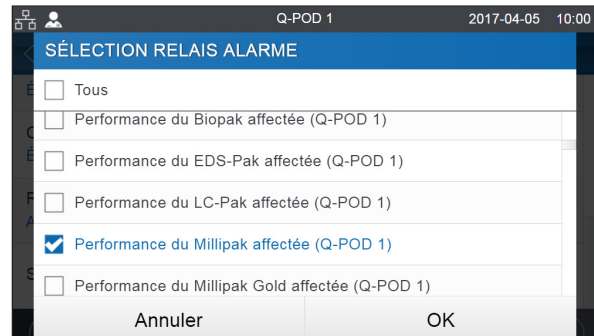 Q-POD 1 2017-04-05 10:00
SÉLECTION RELAIS ALARME
Tous
Performance du Biopak affectée (Q-POD 1)
Performance du EDS-Pak affectée (Q-POD 1)
Performance du LC-Pak affectée (Q-POD 1)
Performance du Millipak affectée (Q-POD 1)
Performance du Millipak Gold affectée (Q-POD 1)
Annuler OK